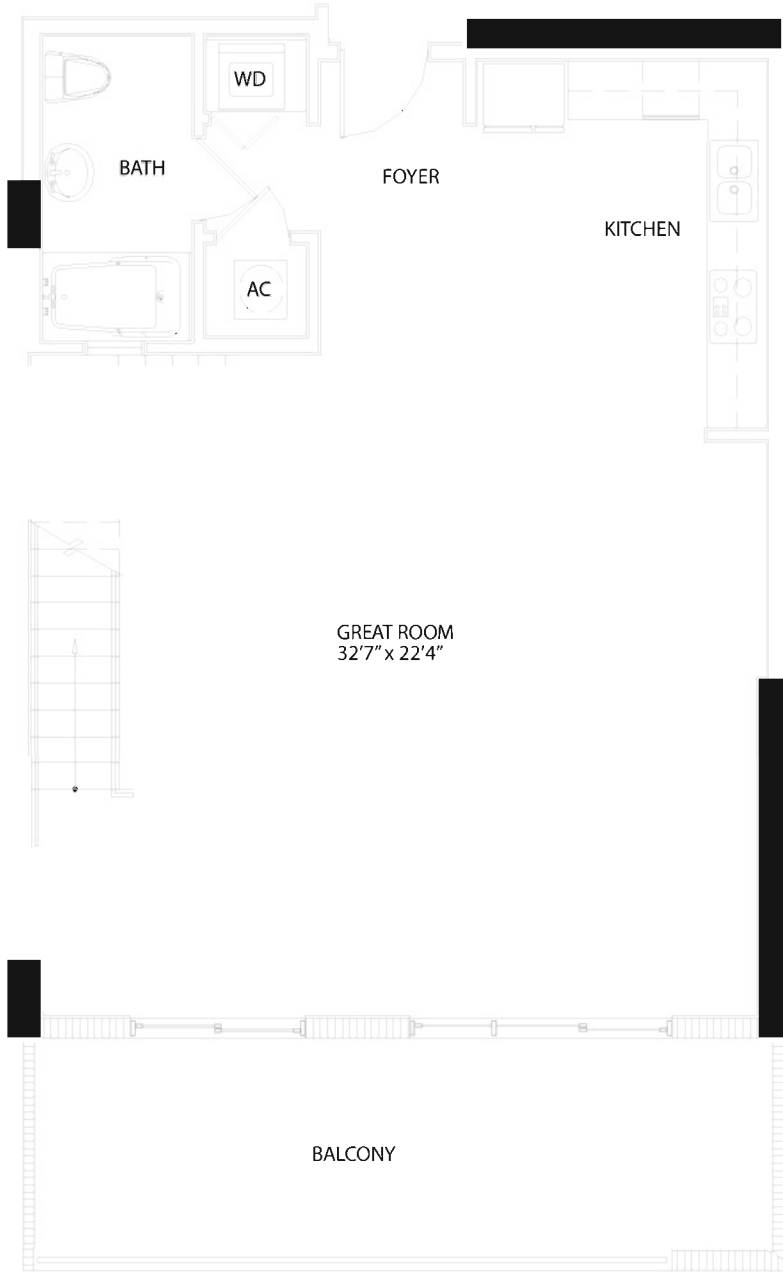 WD
BATH
FOYER
KITCHEN
AC
GREAT ROOM
32'7" x 22'4"
BALCONY